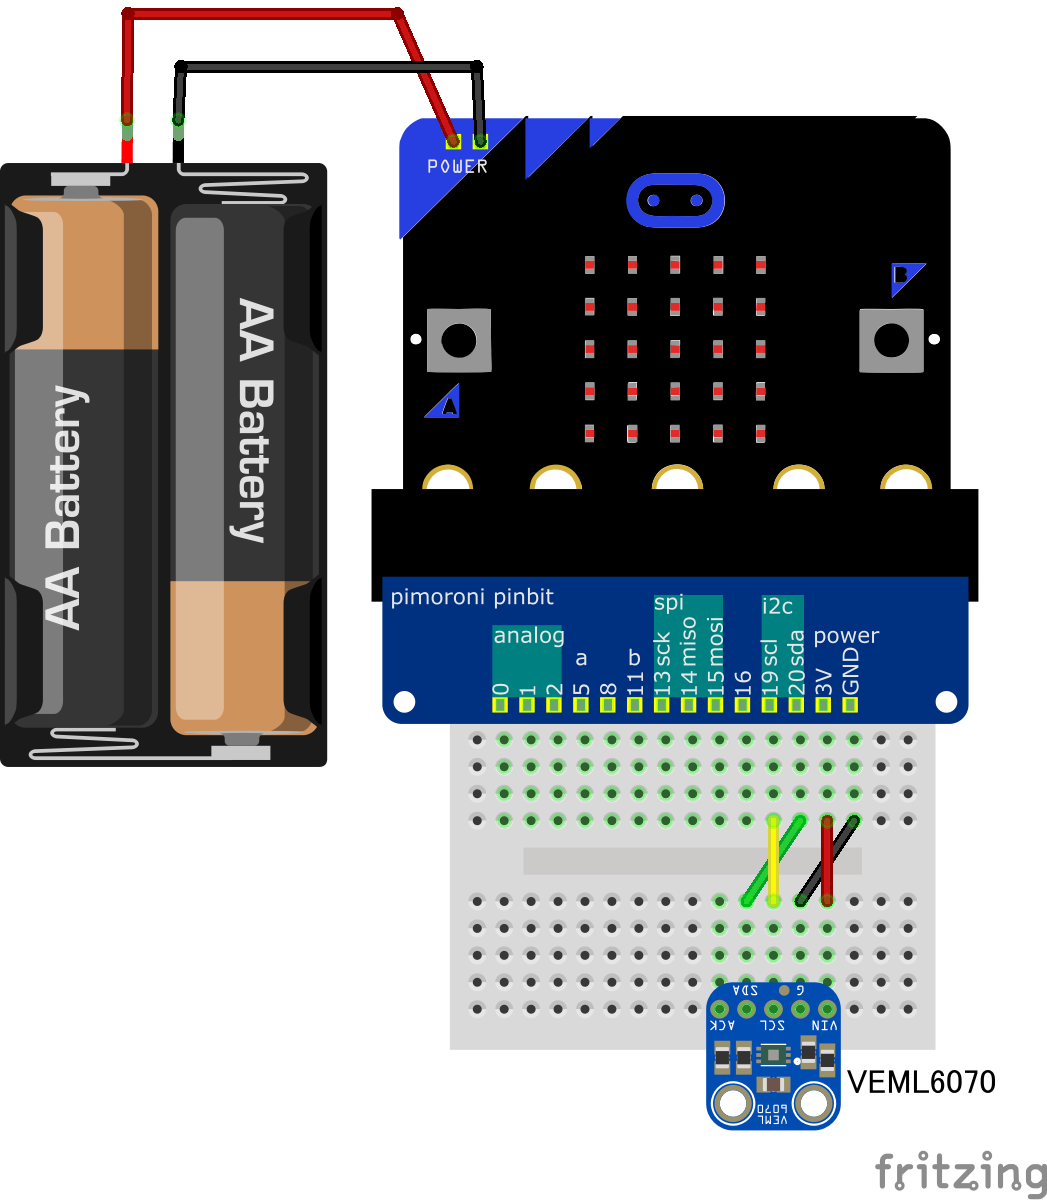 POWER
B
A
AA Battery
AA Battery
pimoroni pinbit
analog
a
b
spi
i2c
power
0
1
2
5
8
11
13 sck
14 miso
15 mosi
16
19 scl
20 sda
3V
GND
SDA
G
ACK
SCL
VIN
VEML
6070
VEML6070
fritzing